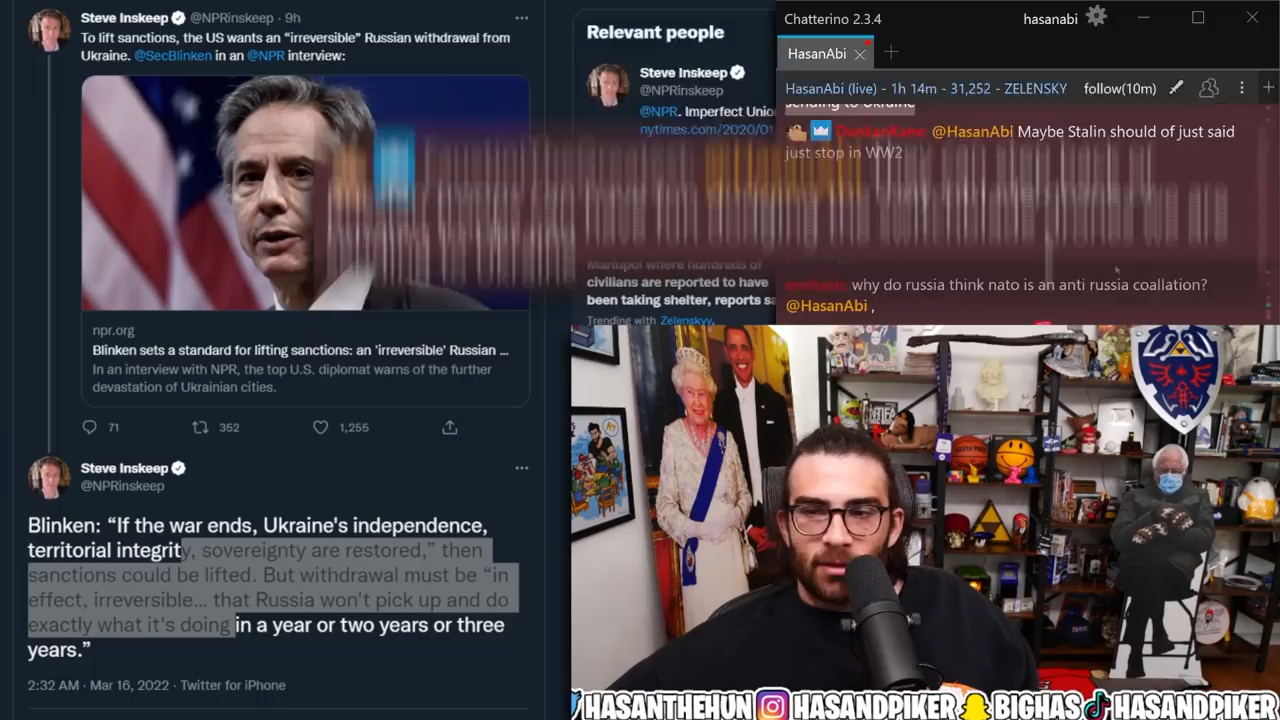 Steve Inskeep @NPRinskeep · 9h
To lift sanctions, the US wants an “irreversible” Russian withdrawal from
Ukraine. @SecBlinken in an @NPR interview:
npr.org
Blinken sets a standard for lifting sanctions: an 'irreversible' Russian ...
In an interview with NPR, the top U.S. diplomat warns of the further
devastation of Ukrainian cities.
71 352 1,255
Steve Inskeep
@NPRinskeep
Blinken: “If the war ends, Ukraine's independence,
territorial integrity, sovereignty are restored,” then
sanctions could be lifted. But withdrawal must be “in
effect, irreversible... that Russia won't pick up and do
exactly what it's doing in a year or two years or three
years.”
2:32 AM · Mar 16, 2022 · Twitter for iPhone
Relevant people
Steve Inskeep
@NPRinskeep
@NPR. Imperfect Union
nytimes.com/2020/01
Mariupol where hundreds of
civilians are reported to have
been taking shelter, reports sa
Trending with Zelenskyy,
Chatterino 2.3.4
hasanabi
HasanAbi
HasanAbi (live) - 1h 14m - 31,252 - ZELENSKY
follow(10m)
sending to Ukraine
DunkanKane: @HasanAbi Maybe Stalin should of just said
just stop in WW2
why do russia think nato is an anti russia coallation?
@HasanAbi ,
HASANTHEHUN HASANDPIKER BIGHAS HASANDPIKER